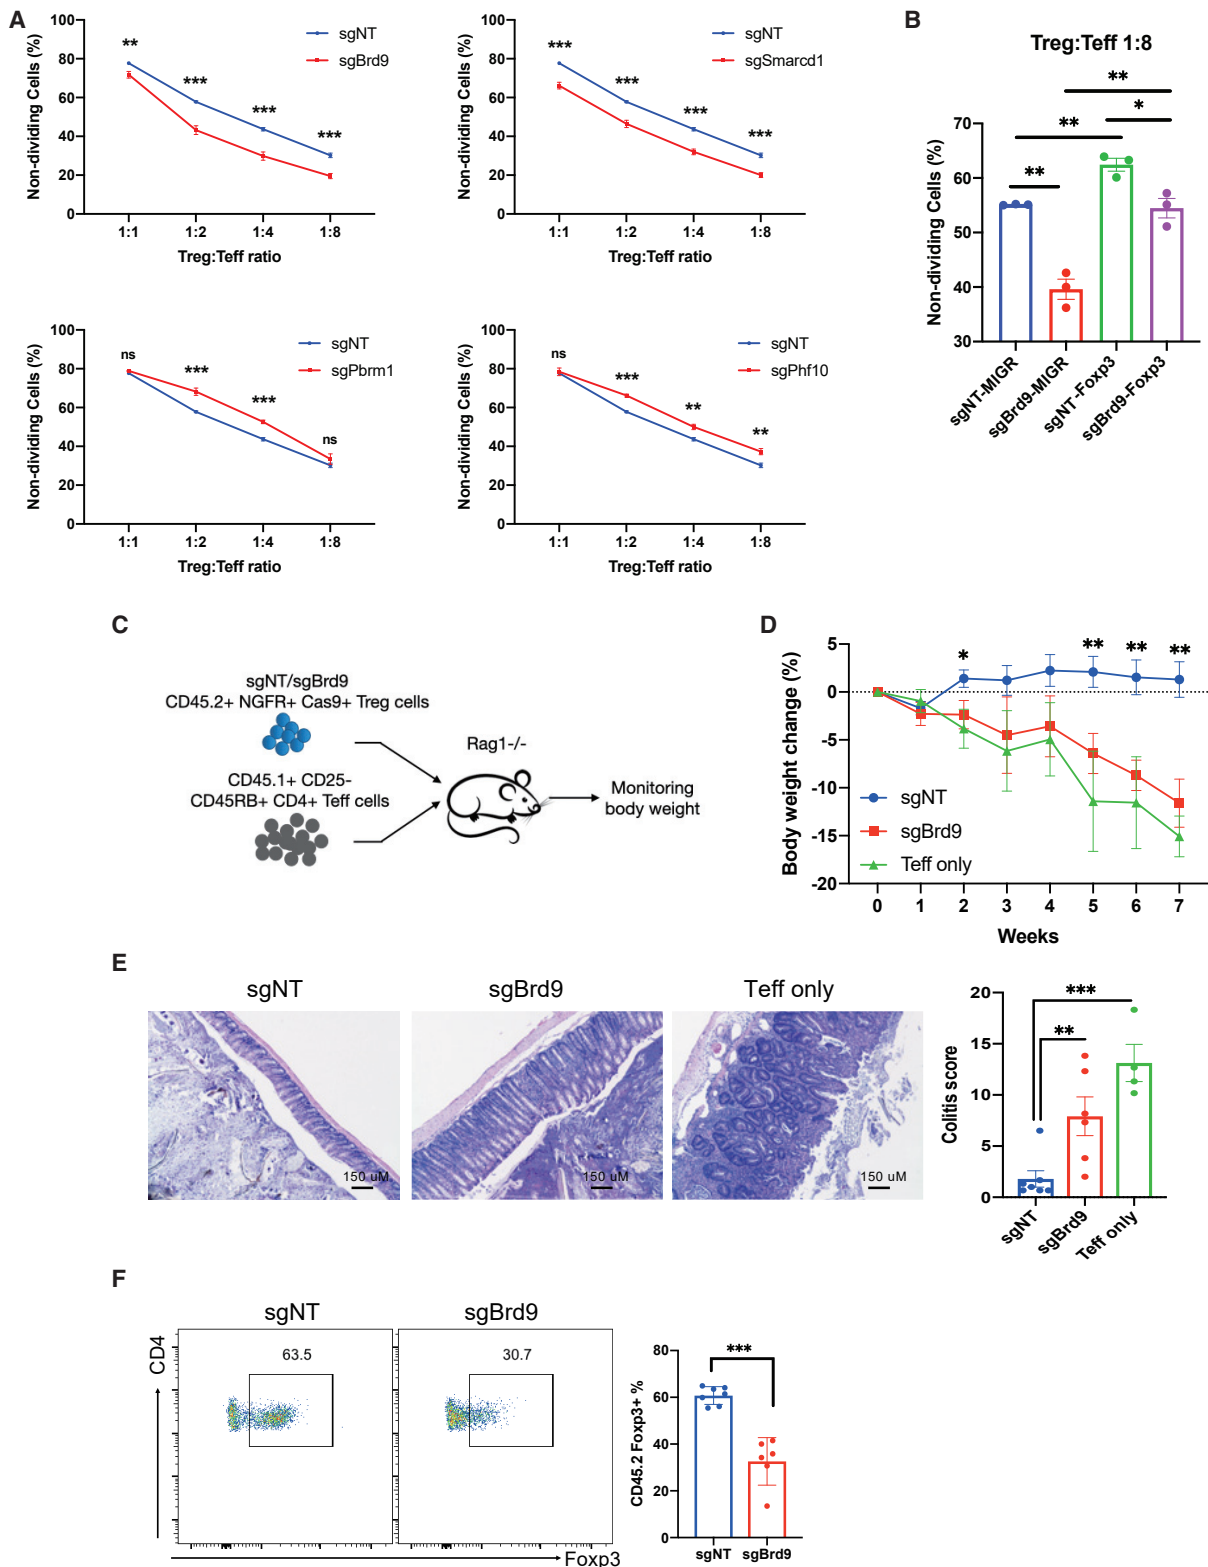 A
Non-dividing Cells (%)
100
80
60
40
20
0
**
***
***
***
sgNT
sgBrd9
1:1 1:2 1:4 1:8
Treg:Teff ratio
Non-dividing Cells (%)
100
80
60
40
20
0
***
***
***
***
sgNT
sgSmarcd1
1:1 1:2 1:4 1:8
Treg:Teff ratio
Non-dividing Cells (%)
100
80
60
40
20
0
ns
***
***
ns
sgNT
sgPbrm1
1:1 1:2 1:4 1:8
Treg:Teff ratio
Non-dividing Cells (%)
100
80
60
40
20
0
ns
***
**
**
sgNT
sgPhf10
1:1 1:2 1:4 1:8
Treg:Teff ratio
B
Treg:Teff 1:8
**
*
**
**
Non-dividing Cells (%)
70
60
50
40
30
sgNT-MIGR
sgBrd9-MIGR
sgNT-Foxp3
sgBrd9-Foxp3
C
sgNT/sgBrd9
CD45.2+ NGFR+ Cas9+ Treg cells
CD45.1+ CD25-
CD45RB+ CD4+ Teff cells
Rag1-/-
Monitoring
body weight
D
Body weight change (%)
5
0
-5
-10
-15
-20
*
**
**
**
sgNT
sgBrd9
Teff only
0 1 2 3 4 5 6 7
Weeks
E
sgNT
sgBrd9
Teff only
150 uM
150 uM
150 uM
Colitis score
20
15
10
5
0
***
**
sgNT
sgBrd9
Teff only
F
sgNT
sgBrd9
CD4
63.5
30.7
Foxp3
CD45.2 Foxp3+ %
80
60
40
60
0
***
sgNT
sgBrd9